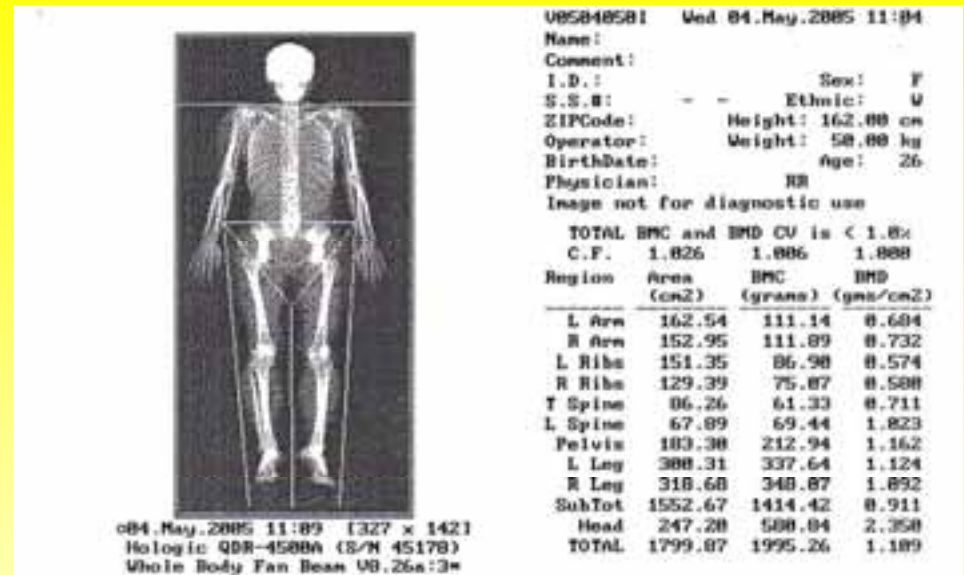 V0504050I Wed 04.May.2005 11:04
Name:
Comment:
I.D.: Sex: F
S.S.#: - - Ethnic: W
ZIPCode: Height: 162.00 cm
Operator: Weight: 50.00 kg
BirthDate: Age: 26
Physician: RR
Image not for diagnostic use
TOTAL BMC and BMD CV is < 1.0%
C.F. 1.026 1.006 1.000
Region Area BMC BMD
(cm2) (grams) (gms/cm2)
L Arm 162.54 111.14 0.684
R Arm 152.95 111.89 0.732
L Ribs 151.35 86.90 0.574
R Ribs 129.39 75.07 0.580
T Spine 86.26 61.33 0.711
L Spine 67.89 69.44 1.023
Pelvis 183.30 212.94 1.162
L Leg 300.31 337.64 1.124
R Leg 318.68 348.07 1.092
SubTot 1552.67 1414.42 0.911
Head 247.20 580.84 2.350
TOTAL 1799.87 1995.26 1.109
04.May.2005 11:09 [327 x 142]
Hologic QDR-4500A (S/N 45178)
Whole Body Fan Beam V8.26a:3*